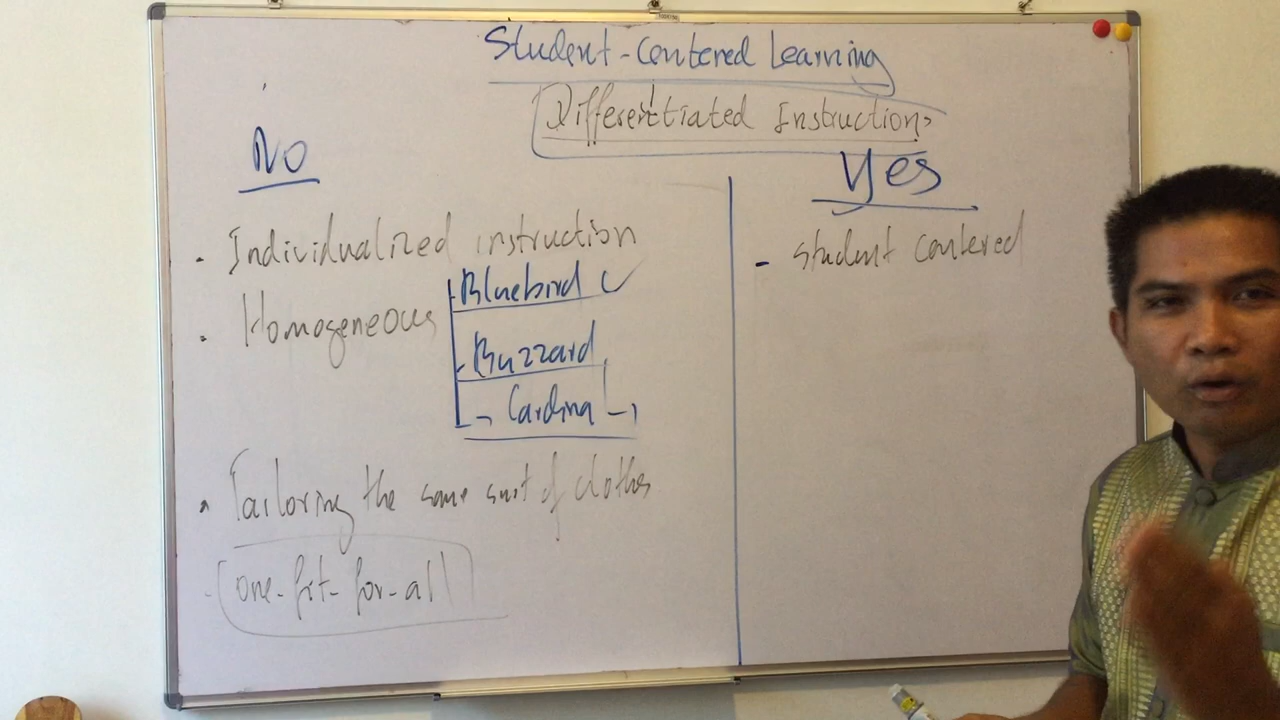 Student-Centered Learning
Differentiated Instruction
No
Yes
. Individualized instruction
. Homogeneous
- Bluebird ✓
- Buzzard
- Cardinal
. Tailoring the same suit of clothes
- one-fit-for-all
- student centered